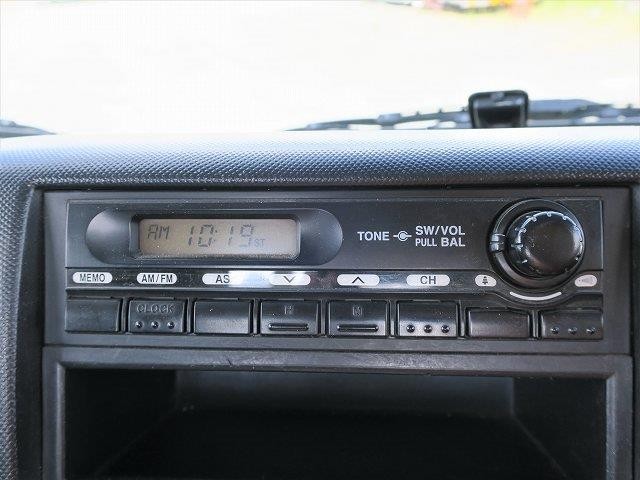 AM 10:19 ST
TONE SW/VOL
PULL BAL
MEMO AM/FM AS CH
CLOCK H M